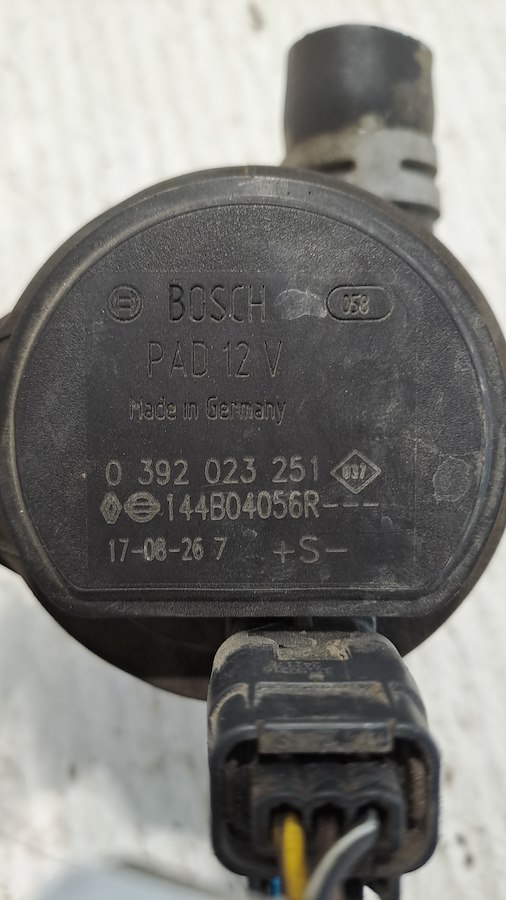 BOSCH 058
PAD 12 V
Made in Germany
0 392 023 251 037
144B04056R---
17-08-26 7 +S-